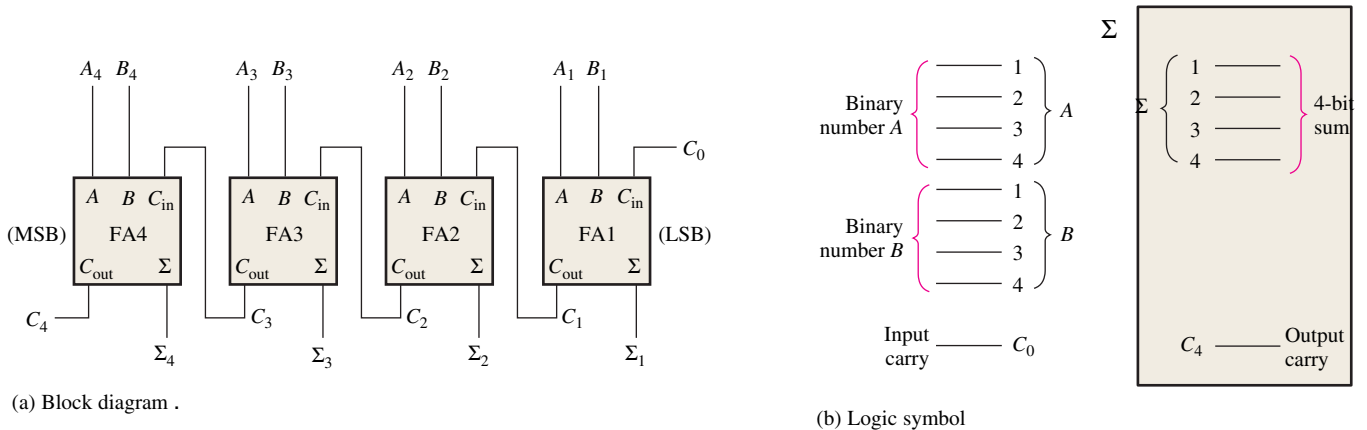 A₄ B₄ A₃ B₃ A₂ B₂ A₁ B₁
C₀
A B Cᵢₙ A B Cᵢₙ A B Cᵢₙ A B Cᵢₙ
(MSB) FA4 FA3 FA2 FA1 (LSB)
Cₒᵤₜ Σ Cₒᵤₜ Σ Cₒᵤₜ Σ Cₒᵤₜ Σ
C₄ C₃ C₂ C₁
Σ₄ Σ₃ Σ₂ Σ₁
(a) Block diagram .
Σ
Binary
number A
1
2
3
4
A
Binary
number B
1
2
3
4
B
Input
carry
C₀
Σ
1
2
3
4
4-bit
sum
C₄
Output
carry
(b) Logic symbol